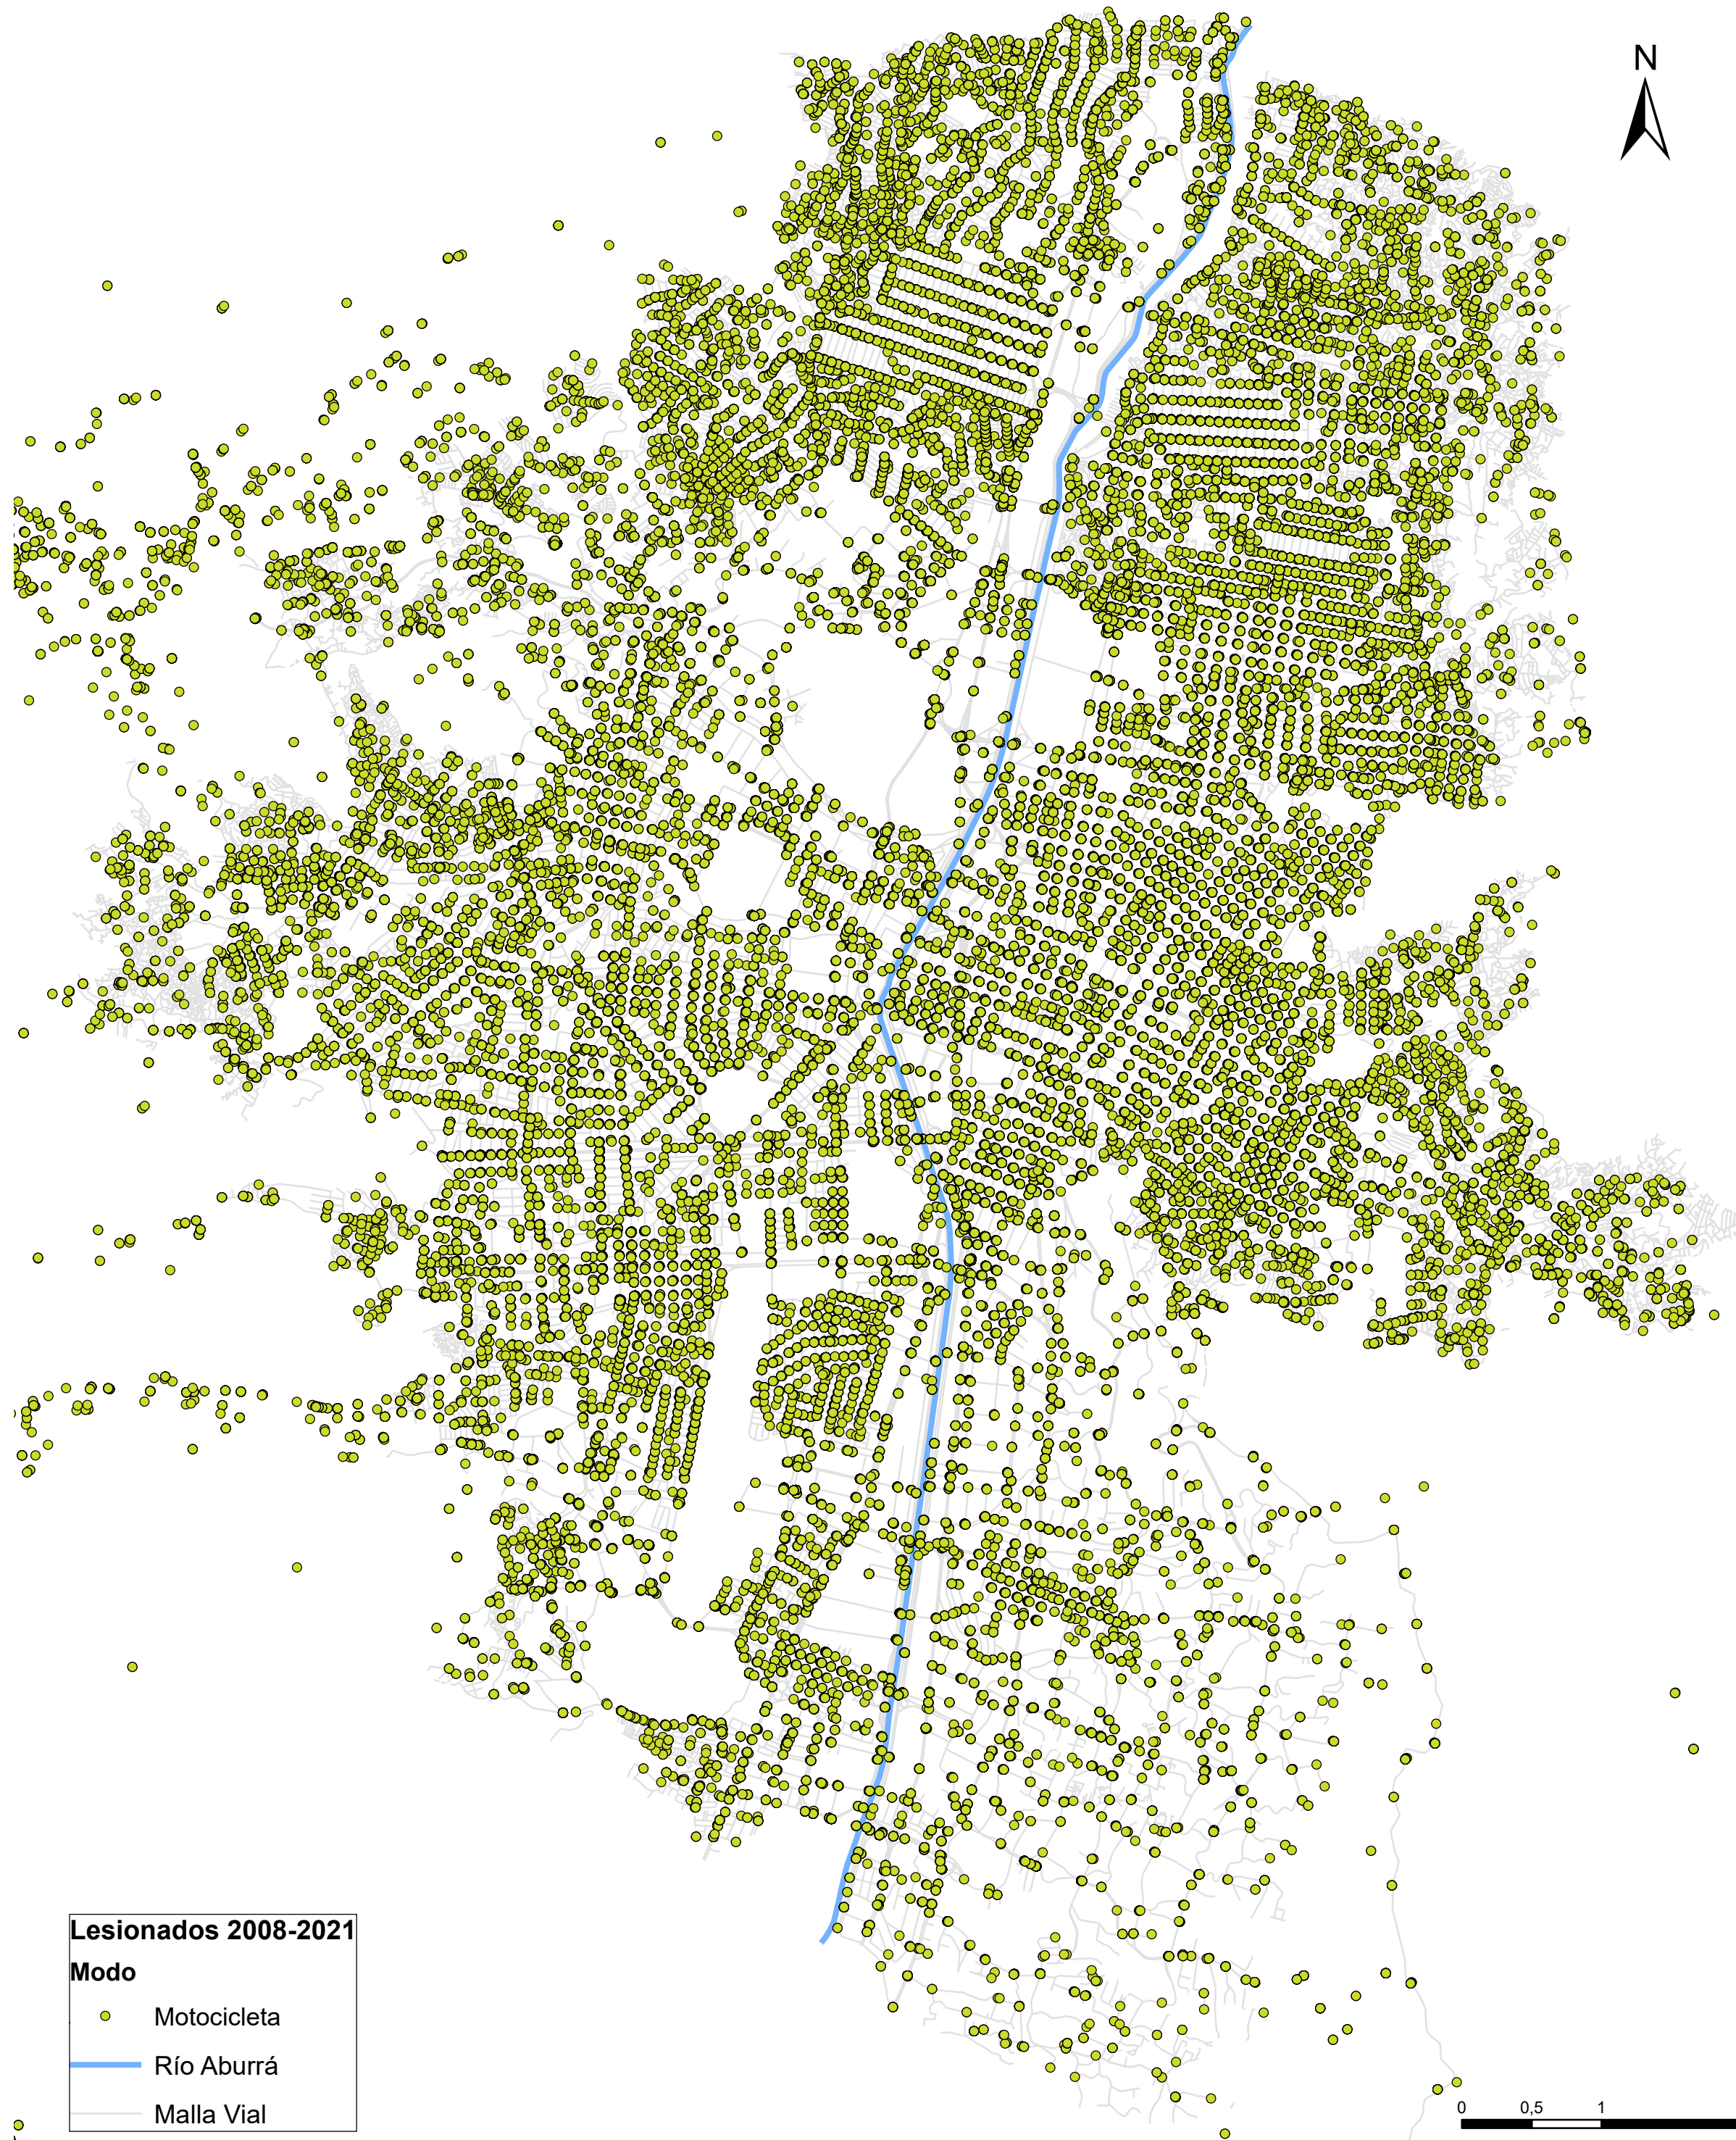 N
Lesionados 2008-2021
Modo
Motocicleta
Río Aburrá
Malla Vial
0 0,5 1